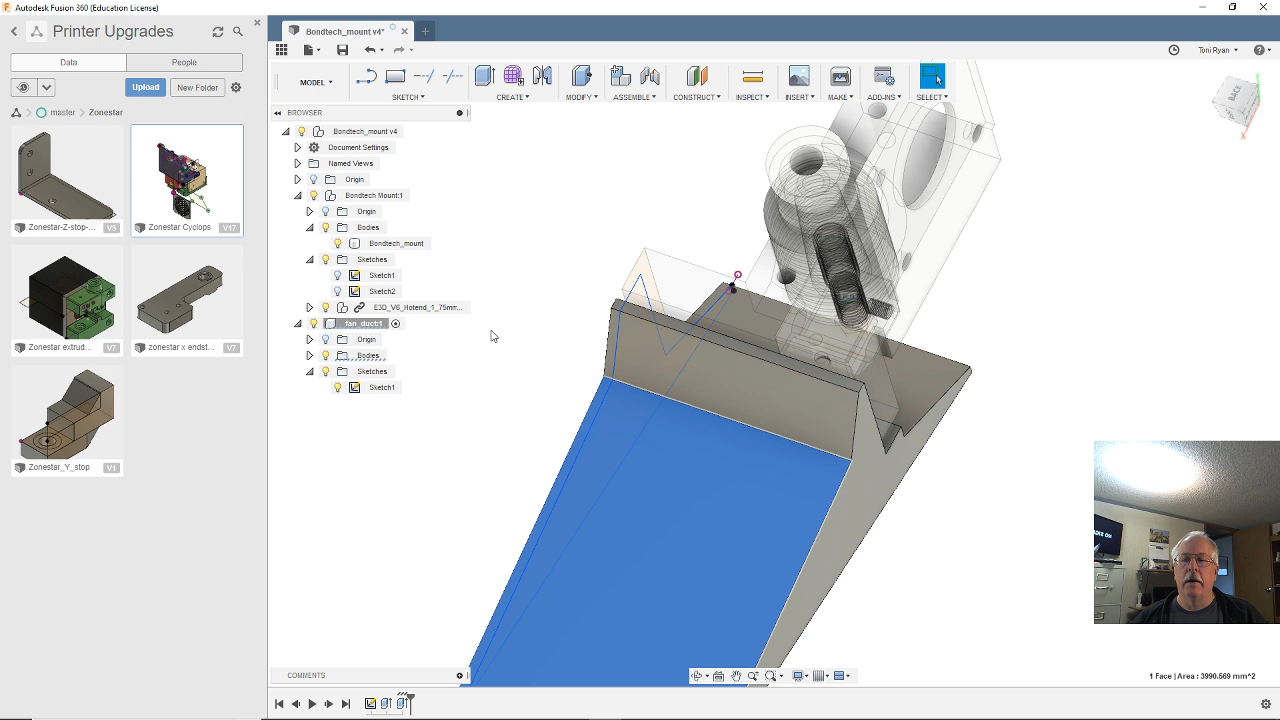 Autodesk Fusion 360 (Education License)
Printer Upgrades
Data People
Upload New Folder
master Zonestar
Zonestar-Z-stop-... V3
Zonestar Cyclops V17
Zonestar extrud... V7
zonestar x endst... V7
Zonestar_Y_stop V1
Bondtech_mount v4*
Toni Ryan
MODEL SKETCH CREATE MODIFY ASSEMBLE CONSTRUCT INSPECT INSERT MAKE ADD-INS SELECT
BROWSER
Bondtech_mount v4
Document Settings
Named Views
Origin
Bondtech Mount:1
Origin
Bodies
Bondtech_mount
Sketches
Sketch1
Sketch2
E3D_V6_Hotend_1_75mm...
fan_duct:1
Origin
Bodies
Sketches
Sketch1
BACK
Y
X
COMMENTS
1 Face | Area : 3990.569 mm^2